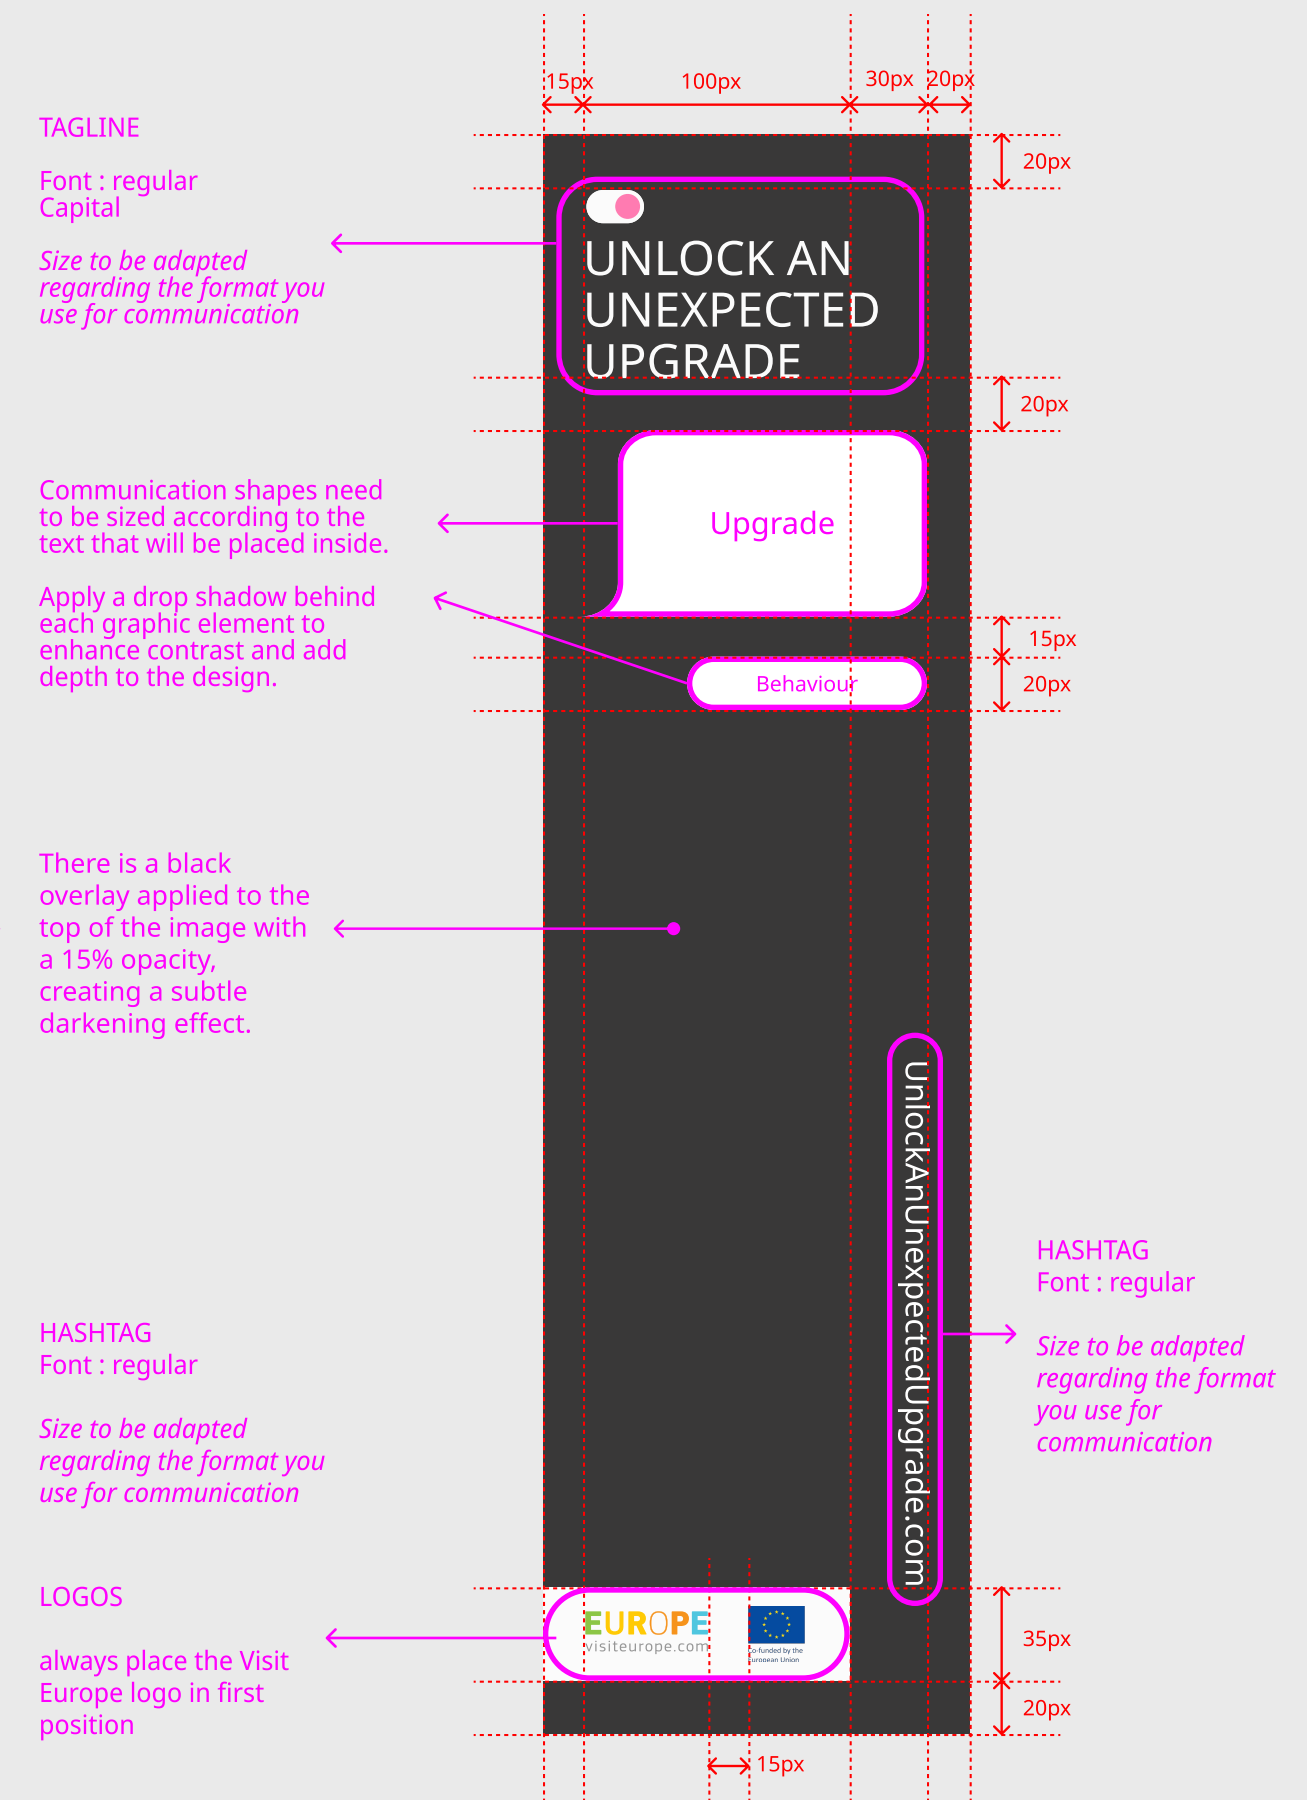 15px
100px
30px
20px
TAGLINE
Font : regular
Capital
Size to be adapted
regarding the format you
use for communication
20px
UNLOCK AN
UNEXPECTED
UPGRADE
20px
Communication shapes need
to be sized according to the
text that will be placed inside.
Upgrade
Apply a drop shadow behind
each graphic element to
enhance contrast and add
depth to the design.
15px
Behaviour
20px
There is a black
overlay applied to the
top of the image with
a 15% opacity,
creating a subtle
darkening effect.
UnlockAnUnexpectedUpgrade.com
HASHTAG
Font : regular
Size to be adapted
regarding the format
you use for
communication
HASHTAG
Font : regular
Size to be adapted
regarding the format you
use for communication
LOGOS
always place the Visit
Europe logo in first
position
EUROPE
visiteurope.com
Co-funded by the
European Union
35px
20px
15px